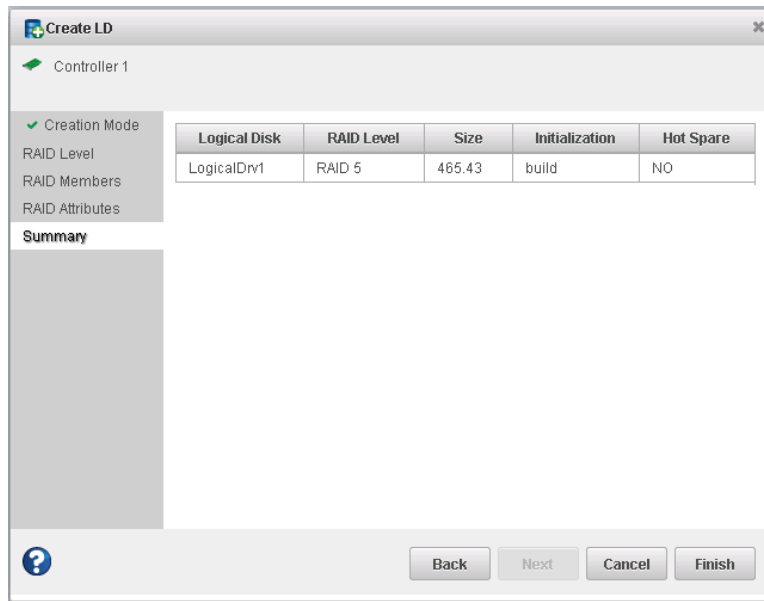 Create LD
Controller 1
Creation Mode
RAID Level
RAID Members
RAID Attributes
Summary
Logical Disk RAID Level Size Initialization Hot Spare
LogicalDrv1 RAID 5 465.43 build NO
? Back Next Cancel Finish